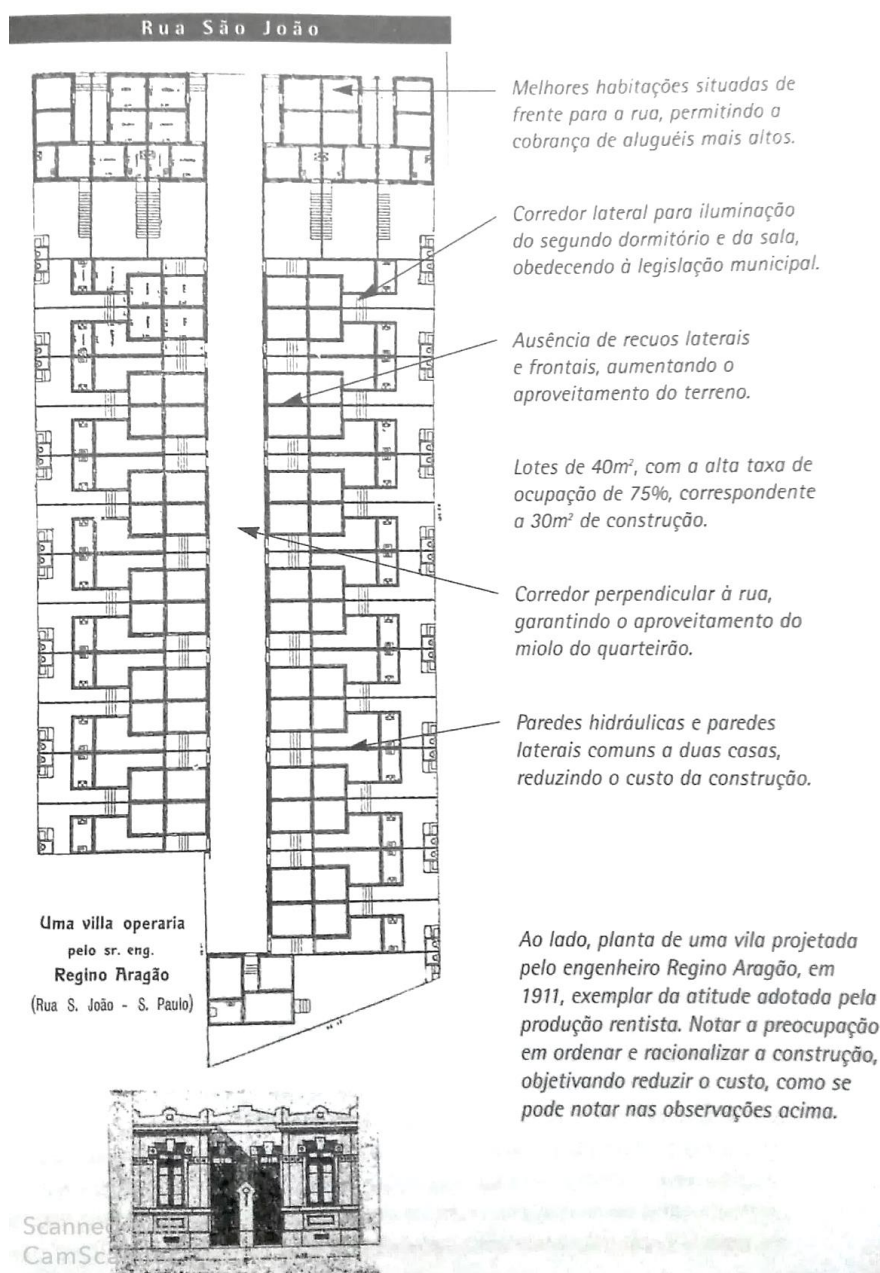 Rua São João
Melhores habitações situadas de
frente para a rua, permitindo a
cobrança de aluguéis mais altos.
Corredor lateral para iluminação
do segundo dormitório e da sala,
obedecendo à legislação municipal.
Ausência de recuos laterais
e frontais, aumentando o
aproveitamento do terreno.
Lotes de 40m², com a alta taxa de
ocupação de 75%, correspondente
a 30m² de construção.
Corredor perpendicular à rua,
garantindo o aproveitamento do
miolo do quarteirão.
Paredes hidráulicas e paredes
laterais comuns a duas casas,
reduzindo o custo da construção.
Uma villa operaria
pelo sr. eng.
Regino Aragão
(Rua S. João - S. Paulo)
Ao lado, planta de uma vila projetada
pelo engenheiro Regino Aragão, em
1911, exemplar da atitude adotada pela
produção rentista. Notar a preocupação
em ordenar e racionalizar a construção,
objetivando reduzir o custo, como se
pode notar nas observações acima.